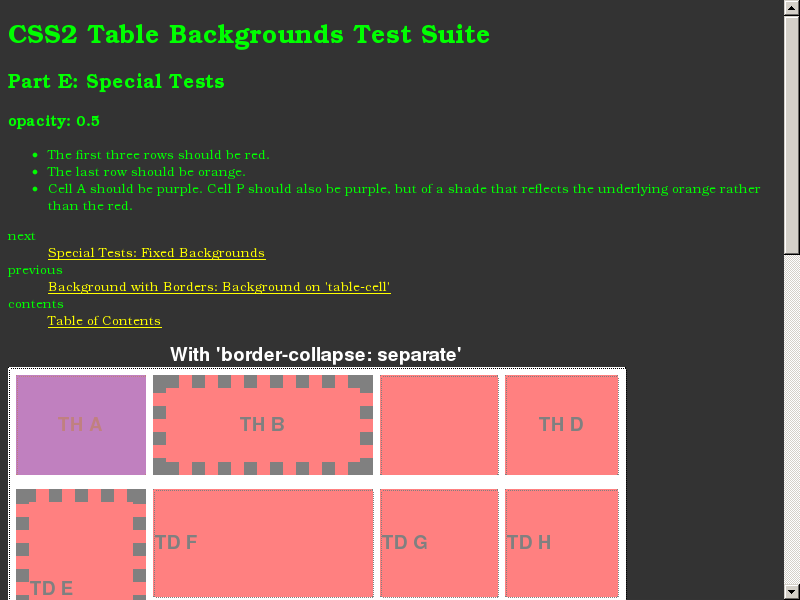 CSS2 Table Backgrounds Test Suite
Part E: Special Tests
opacity: 0.5
The first three rows should be red.
The last row should be orange.
Cell A should be purple. Cell P should also be purple, but of a shade that reflects the underlying orange rather
than the red.
next
Special Tests: Fixed Backgrounds
previous
Background with Borders: Background on 'table-cell'
contents
Table of Contents
With 'border-collapse: separate'
TH A
TH B
TH D
TD E
TD F
TD G
TD H